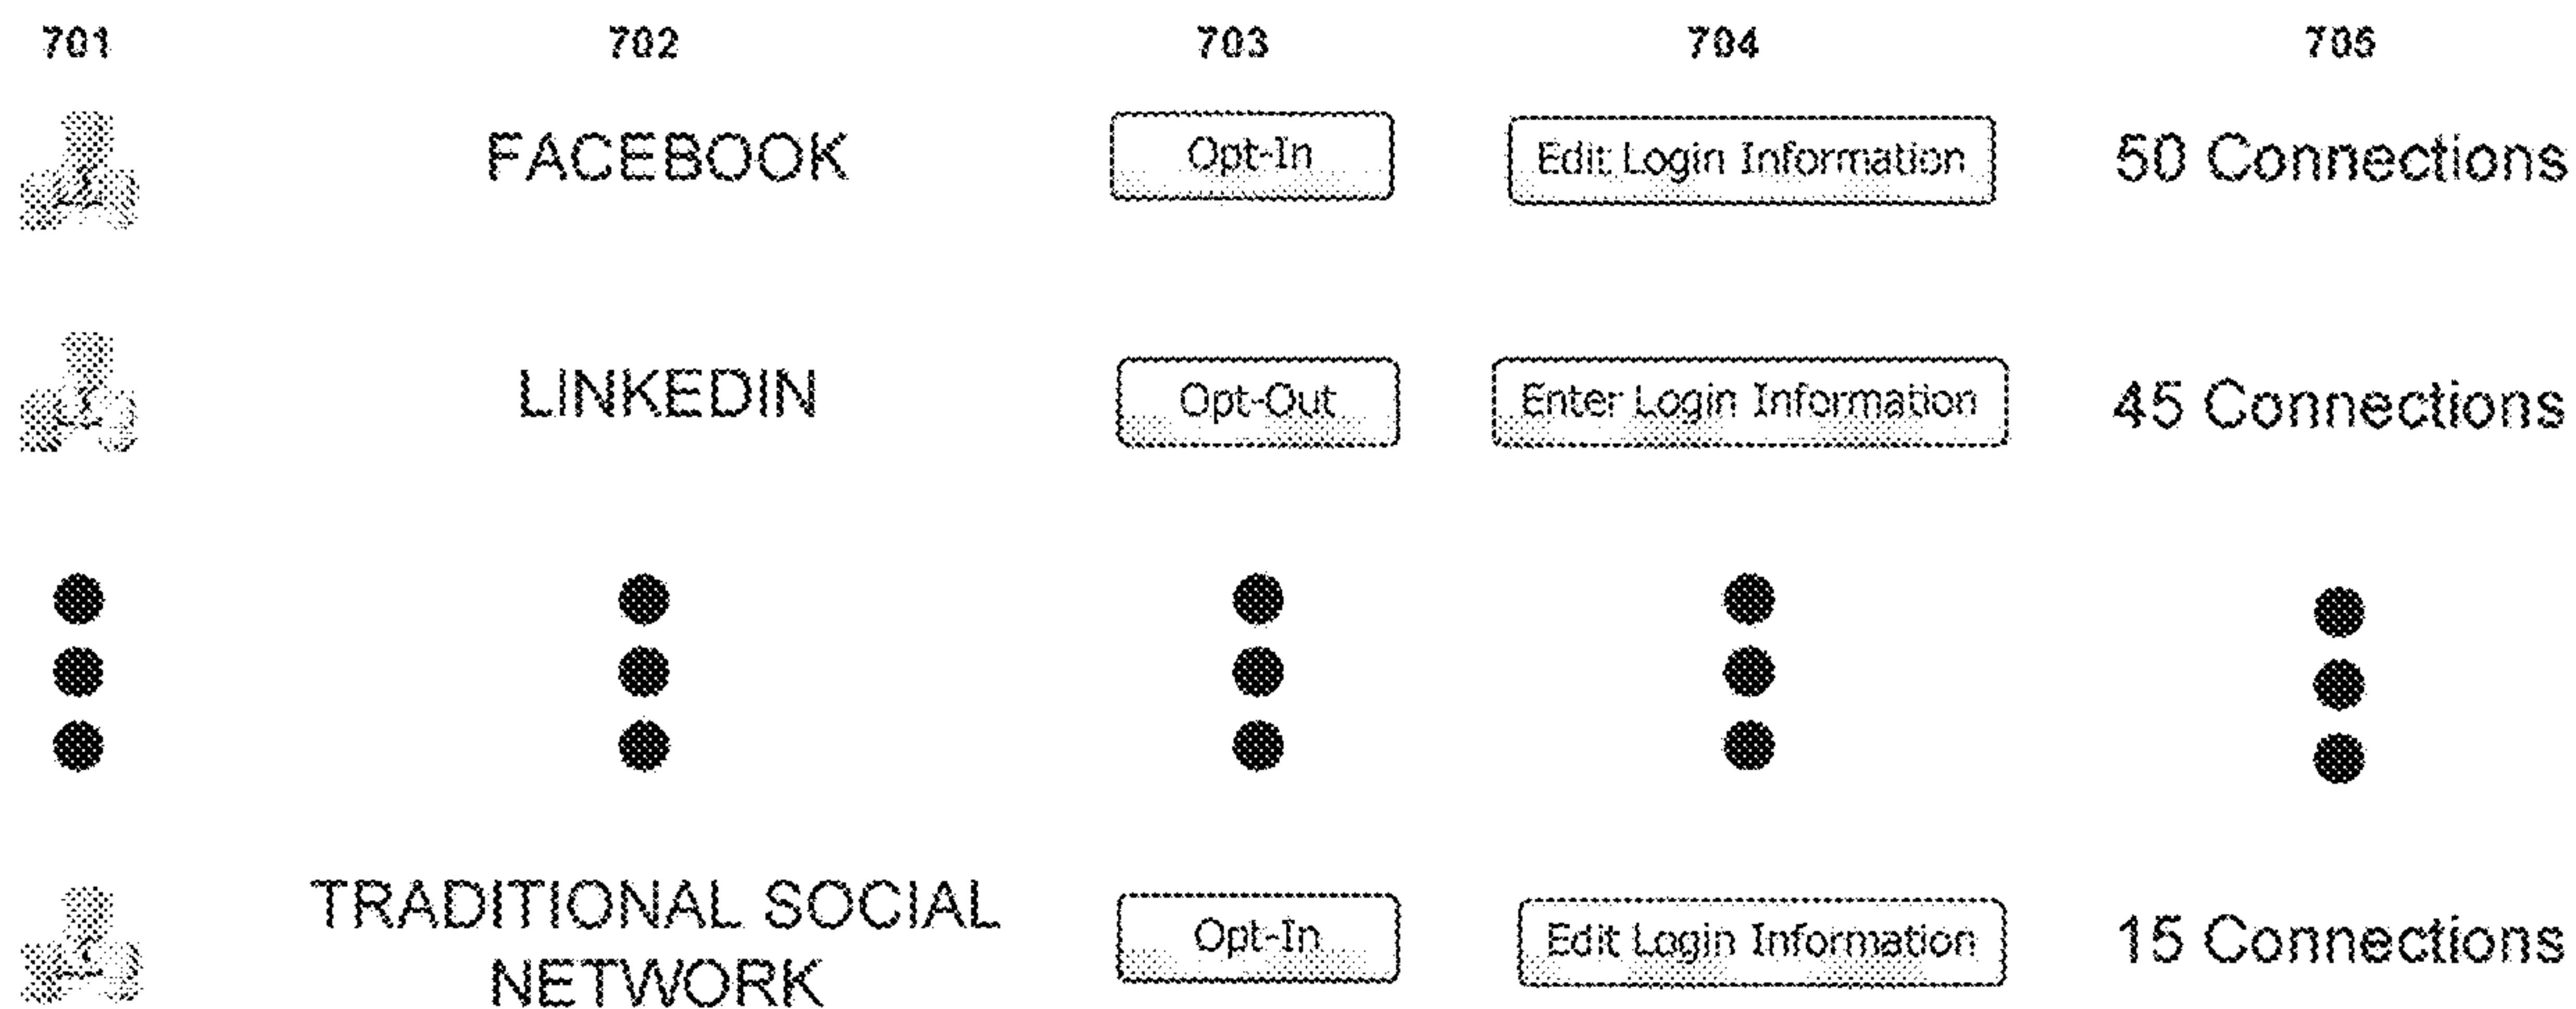 701 702 703 704 705
FACEBOOK Opt-In Edit Login Information 50 Connections
LINKEDIN Opt-Out Enter Login Information 45 Connections
TRADITIONAL SOCIAL
NETWORK Opt-In Edit Login Information 15 Connections